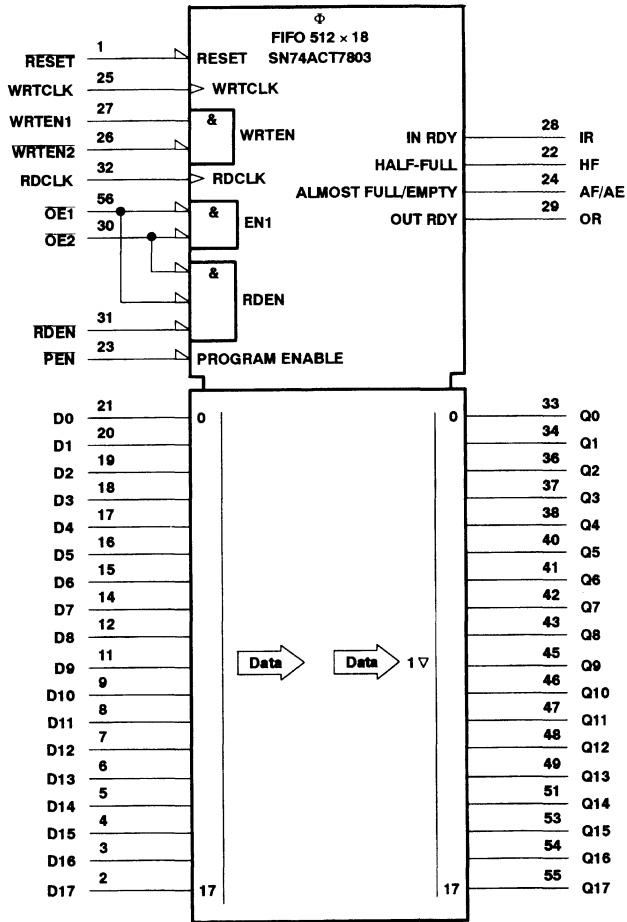 Φ
FIFO 512 × 18
SN74ACT7803
RESET 1 RESET
WRTCLK 25 WRTCLK
WRTEN1 27 &
WRTEN
WRTEN2 26
RDCLK 32 RDCLK
OE1 56 &
EN1
OE2 30
&
RDEN
RDEN 31
PEN 23 PROGRAM ENABLE
IN RDY 28 IR
HALF-FULL 22 HF
ALMOST FULL/EMPTY 24 AF/AE
OUT RDY 29 OR
D0 21 0 0 33 Q0
D1 20 34 Q1
D2 19 36 Q2
D3 18 37 Q3
D4 17 38 Q4
D5 16 40 Q5
D6 15 41 Q6
D7 14 42 Q7
D8 12 43 Q8
D9 11 Data Data 1 ▽ 45 Q9
D10 9 46 Q10
D11 8 47 Q11
D12 7 48 Q12
D13 6 49 Q13
D14 5 51 Q14
D15 4 53 Q15
D16 3 54 Q16
D17 2 17 17 55 Q17